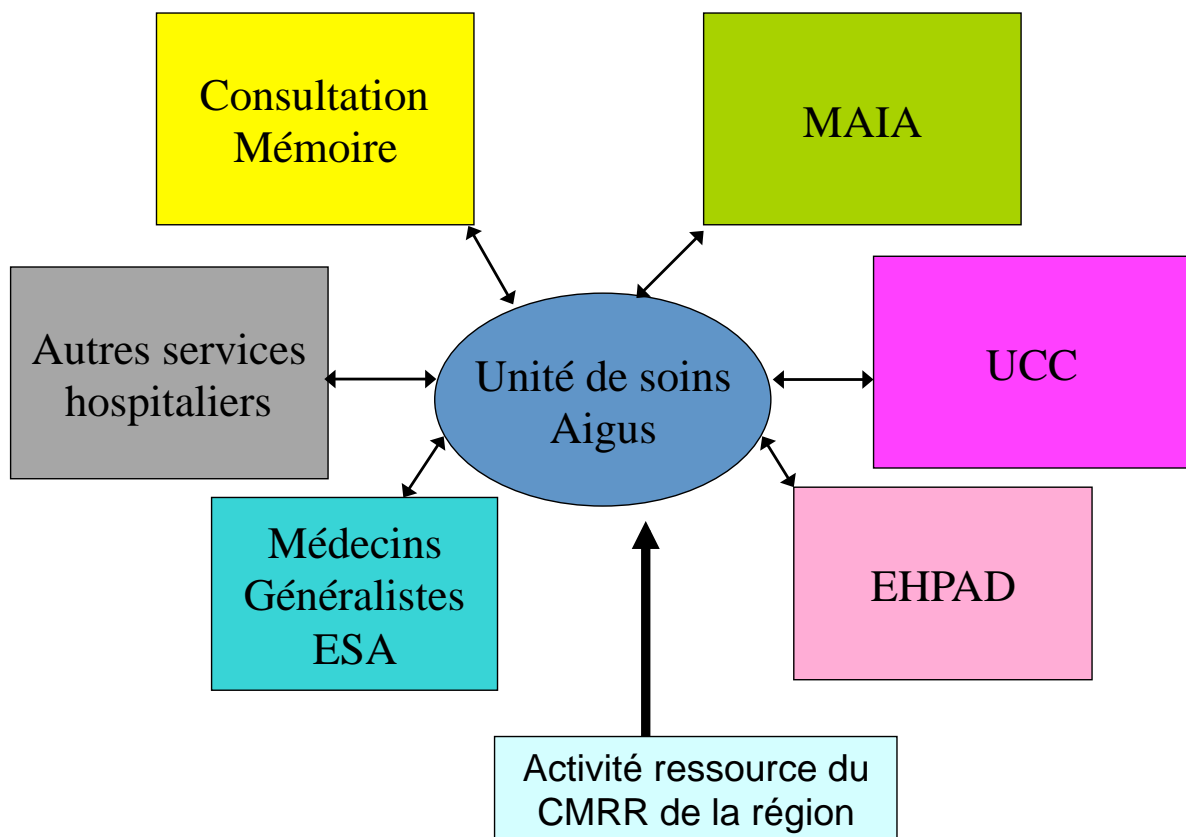 Consultation
Mémoire
MAIA
Autres services
hospitaliers
Unité de soins
Aigus
UCC
Médecins
Généralistes
ESA
EHPAD
Activité ressource du
CMRR de la région